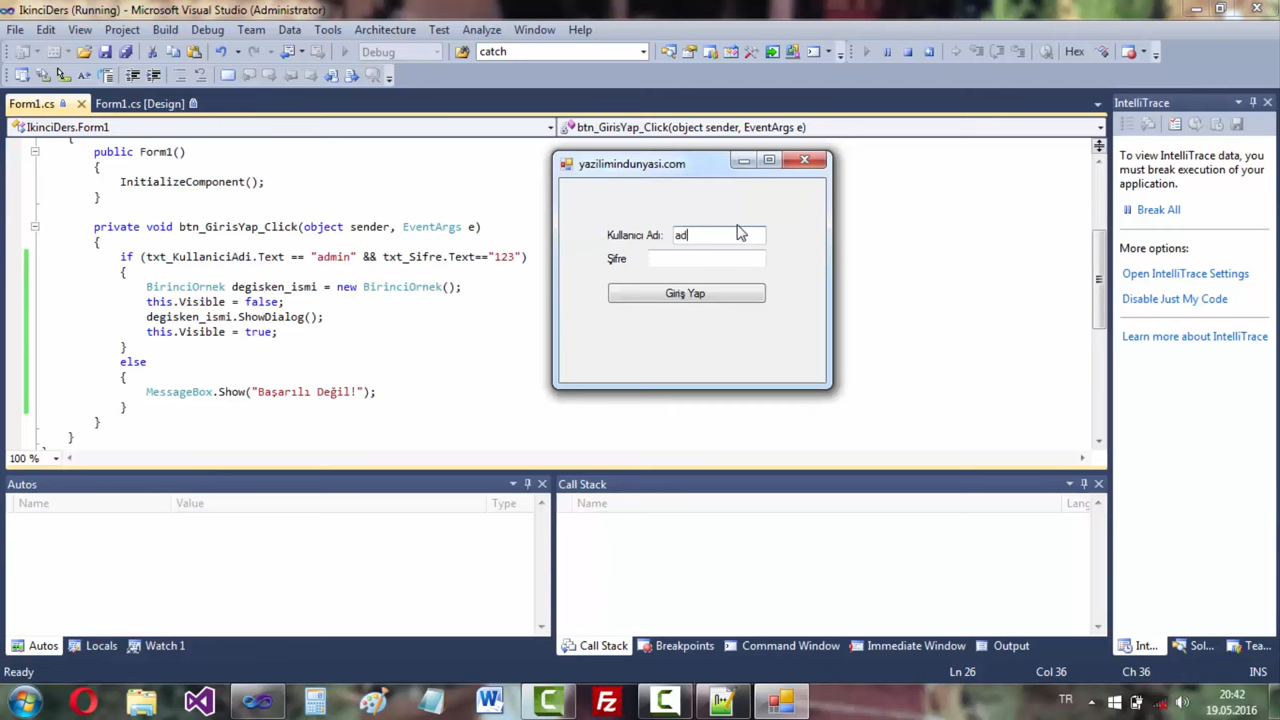 IkinciDers (Running) - Microsoft Visual Studio (Administrator)
File Edit View Project Build Debug Team Data Tools Architecture Test Analyze Window Help
Debug catch Hex
Form1.cs Form1.cs [Design]
IkinciDers.Form1 btn_GirisYap_Click(object sender, EventArgs e)
{
public Form1()
{
InitializeComponent();
}
private void btn_GirisYap_Click(object sender, EventArgs e)
{
if (txt_KullaniciAdi.Text == "admin" && txt_Sifre.Text=="123")
{
BirinciOrnek degisken_ismi = new BirinciOrnek();
this.Visible = false;
degisken_ismi.ShowDialog();
this.Visible = true;
}
else
{
MessageBox.Show("Başarılı Değil!");
}
}
}
100 %
yazilimindunyasi.com
Kullanıcı Adı: ad
Şifre
Giriş Yap
IntelliTrace
To view IntelliTrace data, you
must break execution of your
application.
Break All
More options:
Open IntelliTrace Settings
Disable Just My Code
Learn more about IntelliTrace
Autos
Name Value Type
Call Stack
Name Lang
Autos Locals Watch 1
Call Stack Breakpoints Command Window Immediate Window Output
Int... Sol... Tea...
Ready Ln 26 Col 36 Ch 36 INS
TR 20:42
19.05.2016